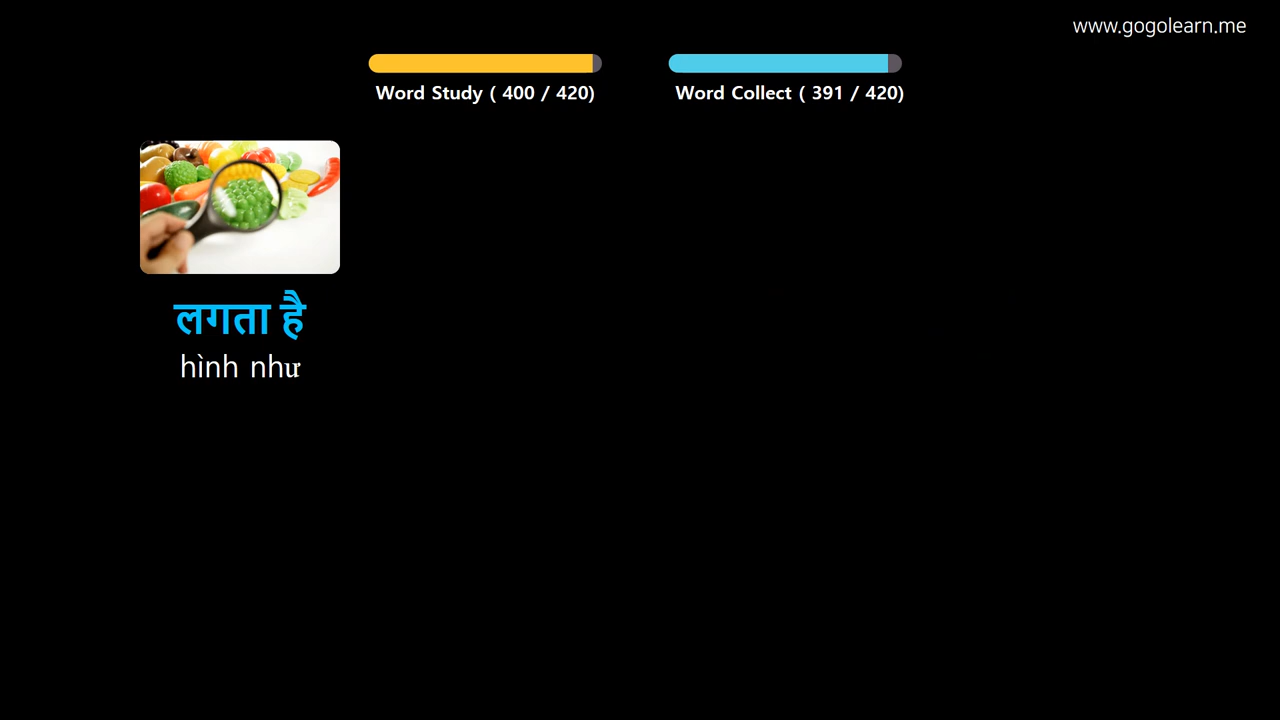 www.gogolearn.me
Word Study ( 400 / 420)
Word Collect ( 391 / 420)
लगता है
hình như